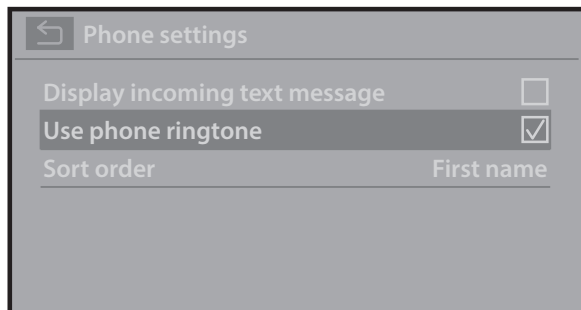 Phone settings
Display incoming text message
Use phone ringtone
Sort order First name